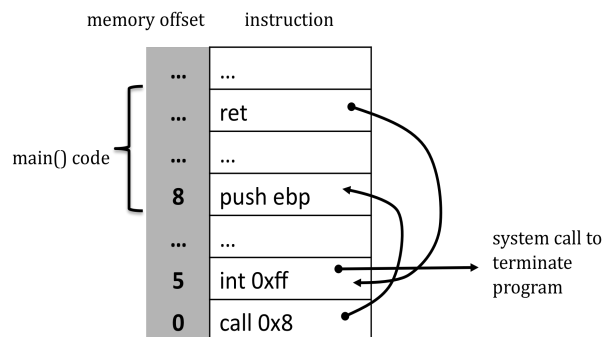 memory offset instruction
... ...
... ret
main() code
... ...
8 push ebp
... ...
system call to
terminate
program
5 int 0xff
0 call 0x8